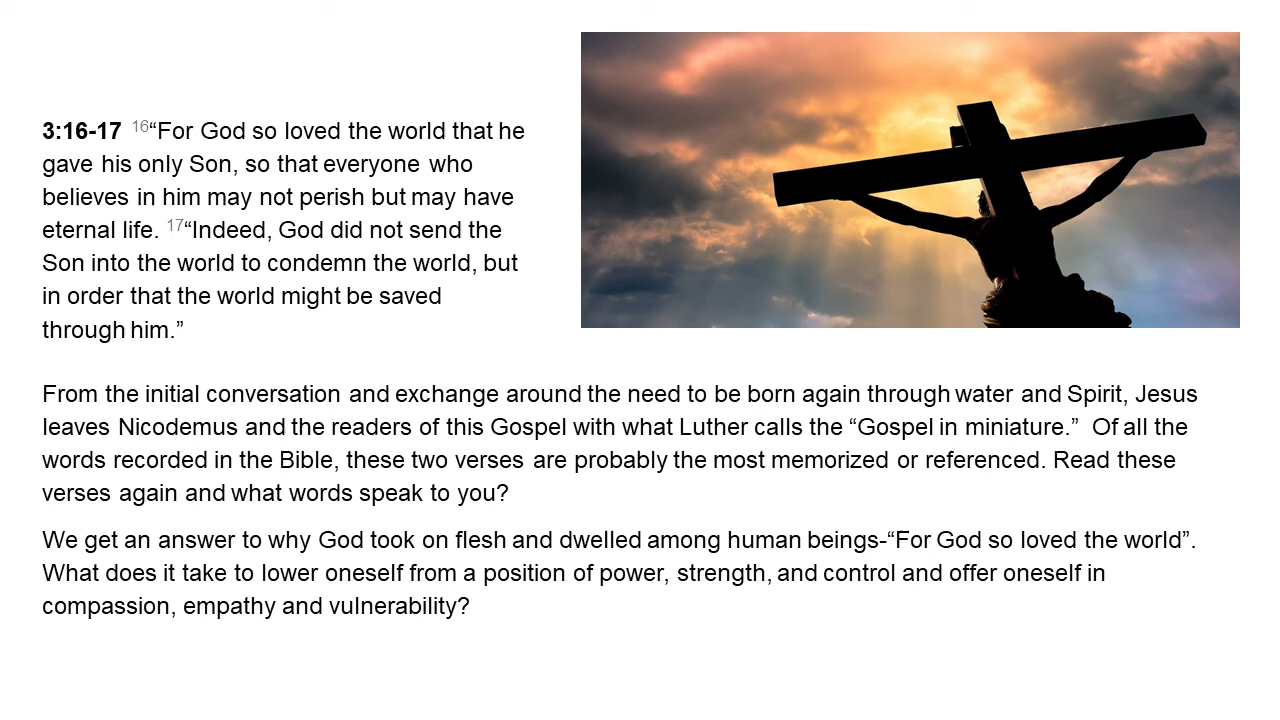 3:16-17 16“For God so loved the world that he
gave his only Son, so that everyone who
believes in him may not perish but may have
eternal life. 17“Indeed, God did not send the
Son into the world to condemn the world, but
in order that the world might be saved
through him.”
From the initial conversation and exchange around the need to be born again through water and Spirit, Jesus
leaves Nicodemus and the readers of this Gospel with what Luther calls the “Gospel in miniature.”  Of all the
words recorded in the Bible, these two verses are probably the most memorized or referenced. Read these
verses again and what words speak to you?
We get an answer to why God took on flesh and dwelled among human beings-“For God so loved the world”.
What does it take to lower oneself from a position of power, strength, and control and offer oneself in
compassion, empathy and vulnerability?